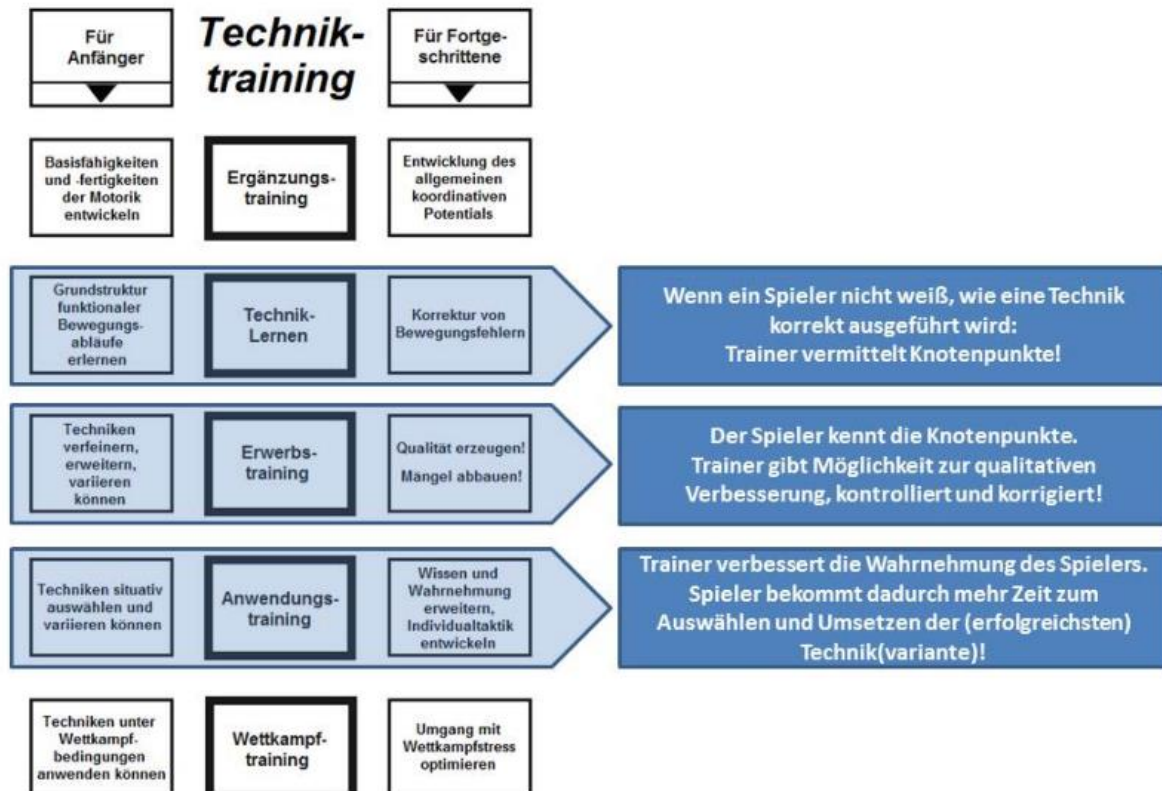 Für
Anfänger
Technik-
training
Für Fortge-
schrittene
Basisfähigkeiten
und -fertigkeiten
der Motorik
entwickeln
Ergänzungs-
training
Entwicklung des
allgemeinen
koordinativen
Potentials
Grundstruktur
funktionaler
Bewegungs-
abläufe
erlernen
Technik-
Lernen
Korrektur von
Bewegungsfehlern
Wenn ein Spieler nicht weiß, wie eine Technik
korrekt ausgeführt wird:
Trainer vermittelt Knotenpunkte!
Techniken
verfeinern,
erweitern,
variieren
können
Erwerbs-
training
Qualität erzeugen!
Mängel abbauen!
Der Spieler kennt die Knotenpunkte.
Trainer gibt Möglichkeit zur qualitativen
Verbesserung, kontrolliert und korrigiert!
Techniken situativ
auswählen und
variieren können
Anwendungs-
training
Wissen und
Wahrnehmung
erweitern,
Individualtaktik
entwickeln
Trainer verbessert die Wahrnehmung des Spielers.
Spieler bekommt dadurch mehr Zeit zum
Auswählen und Umsetzen der (erfolgreichsten)
Technik(variante)!
Techniken unter
Wettkampf-
bedingungen
anwenden können
Wettkampf-
training
Umgang mit
Wettkampfstress
optimieren